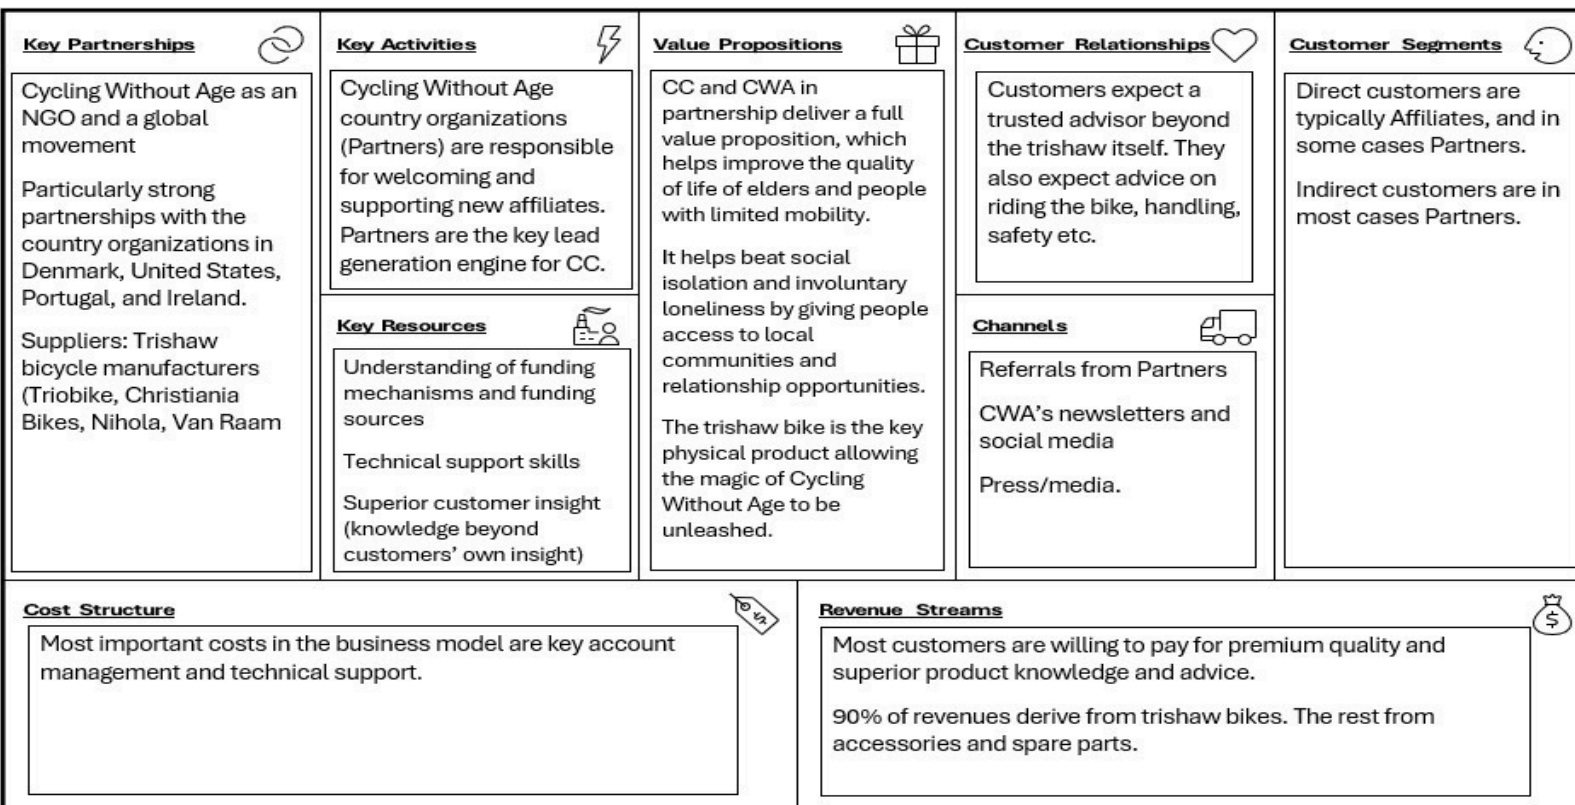 Key Partnerships
Cycling Without Age as an
NGO and a global
movement
Particularly strong
partnerships with the
country organizations in
Denmark, United States,
Portugal, and Ireland.
Suppliers: Trishaw
bicycle manufacturers
(Triobike, Christiania
Bikes, Nihola, Van Raam
Key Activities
Cycling Without Age
country organizations
(Partners) are responsible
for welcoming and
supporting new affiliates.
Partners are the key lead
generation engine for CC.
Key Resources
Understanding of funding
mechanisms and funding
sources
Technical support skills
Superior customer insight
(knowledge beyond
customers’ own insight)
Value Propositions
CC and CWA in
partnership deliver a full
value proposition, which
helps improve the quality
of life of elders and people
with limited mobility.
It helps beat social
isolation and involuntary
loneliness by giving people
access to local
communities and
relationship opportunities.
The trishaw bike is the key
physical product allowing
the magic of Cycling
Without Age to be
unleashed.
Customer Relationships
Customers expect a
trusted advisor beyond
the trishaw itself. They
also expect advice on
riding the bike, handling,
safety etc.
Channels
Referrals from Partners
CWA’s newsletters and
social media
Press/media.
Customer Segments
Direct customers are
typically Affiliates, and in
some cases Partners.
Indirect customers are in
most cases Partners.
Cost Structure
$
Most important costs in the business model are key account
management and technical support.
Revenue Streams
$
Most customers are willing to pay for premium quality and
superior product knowledge and advice.
90% of revenues derive from trishaw bikes. The rest from
accessories and spare parts.